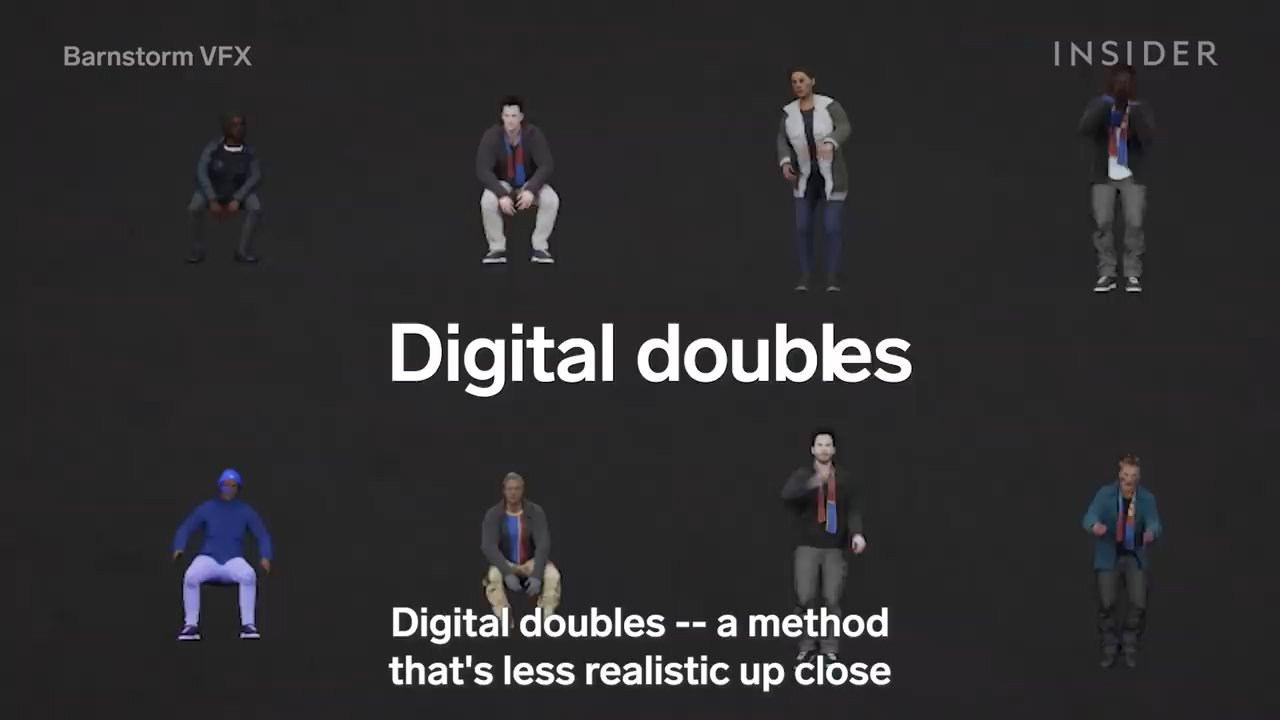 Barnstorm VFX
INSIDER
Digital doubles
Digital doubles -- a method
that's less realistic up close